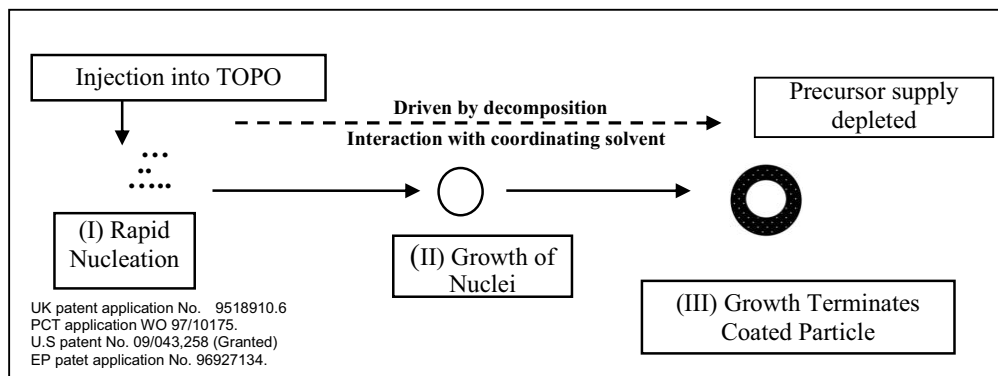 Injection into TOPO
Driven by decomposition
Interaction with coordinating solvent
Precursor supply
depleted
(I) Rapid
Nucleation
(II) Growth of
Nuclei
(III) Growth Terminates
Coated Particle
UK patent application No. 9518910.6
PCT application WO 97/10175.
U.S patent No. 09/043,258 (Granted)
EP patet application No. 96927134.